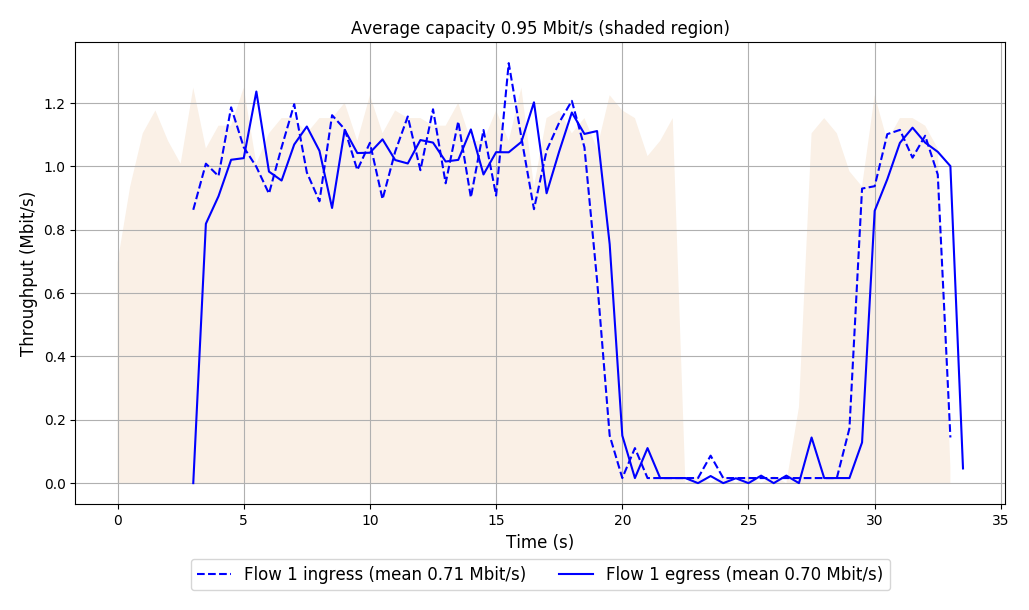 Average capacity 0.95 Mbit/s (shaded region)
Throughput (Mbit/s)
1.2
1.0
0.8
0.6
0.4
0.2
0.0
0 5 10 15 20 25 30 35
Time (s)
Flow 1 ingress (mean 0.71 Mbit/s) Flow 1 egress (mean 0.70 Mbit/s)